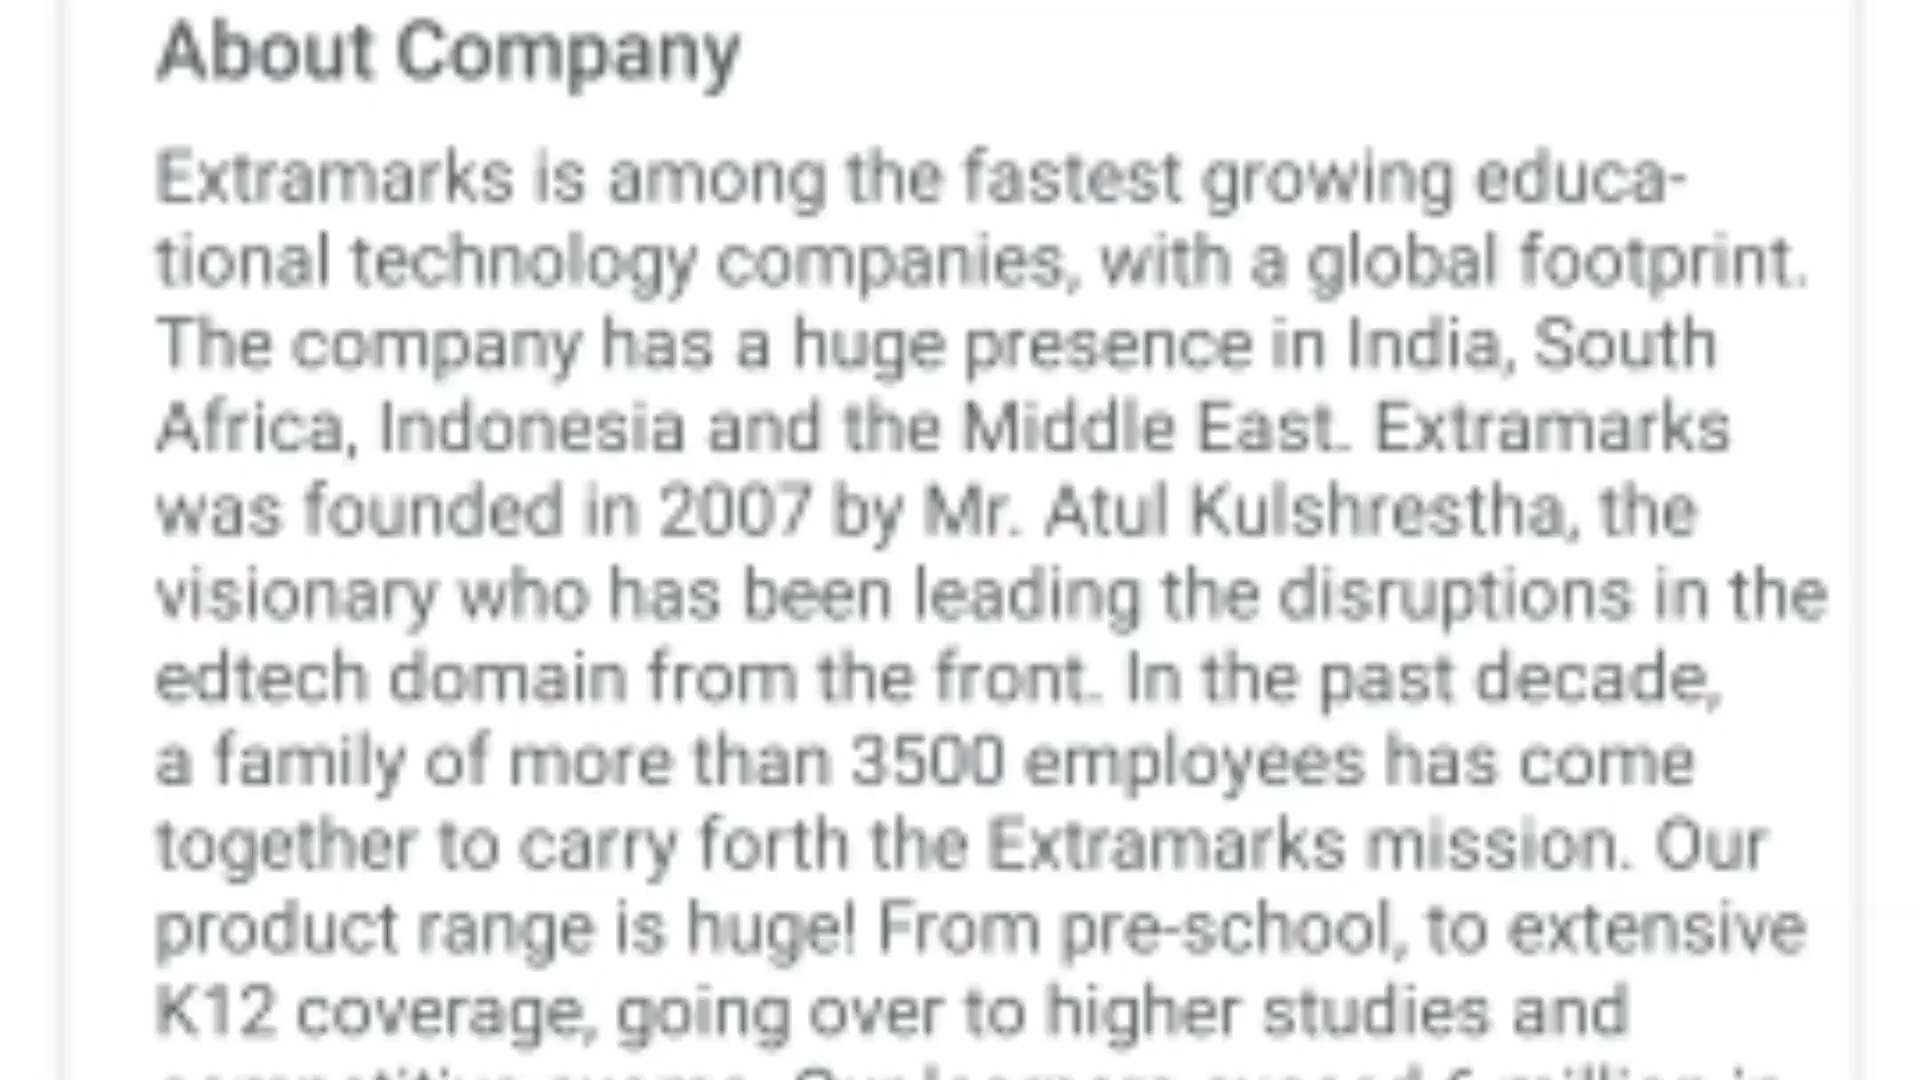 About Company
Extramarks is among the fastest growing educa-
tional technology companies, with a global footprint.
The company has a huge presence in India, South
Africa, Indonesia and the Middle East. Extramarks
was founded in 2007 by Mr. Atul Kulshrestha, the
visionary who has been leading the disruptions in the
edtech domain from the front. In the past decade,
a family of more than 3500 employees has come
together to carry forth the Extramarks mission. Our
product range is huge! From pre-school, to extensive
K12 coverage, going over to higher studies and